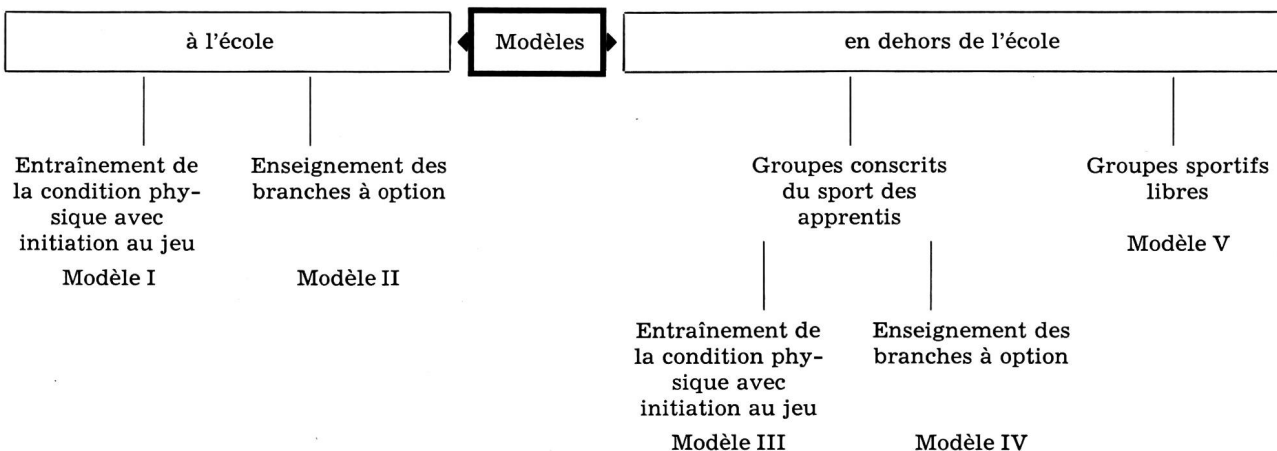 à l'école
Modèles
en dehors de l'école
Entraînement de
la condition phy-
sique avec
initiation au jeu
Modèle I
Enseignement des
branches à option
Modèle II
Groupes conscrits
du sport des
apprentis
Groupes sportifs
libres
Modèle V
Entraînement de
la condition phy-
sique avec
initiation au jeu
Modèle III
Enseignement des
branches à option
Modèle IV